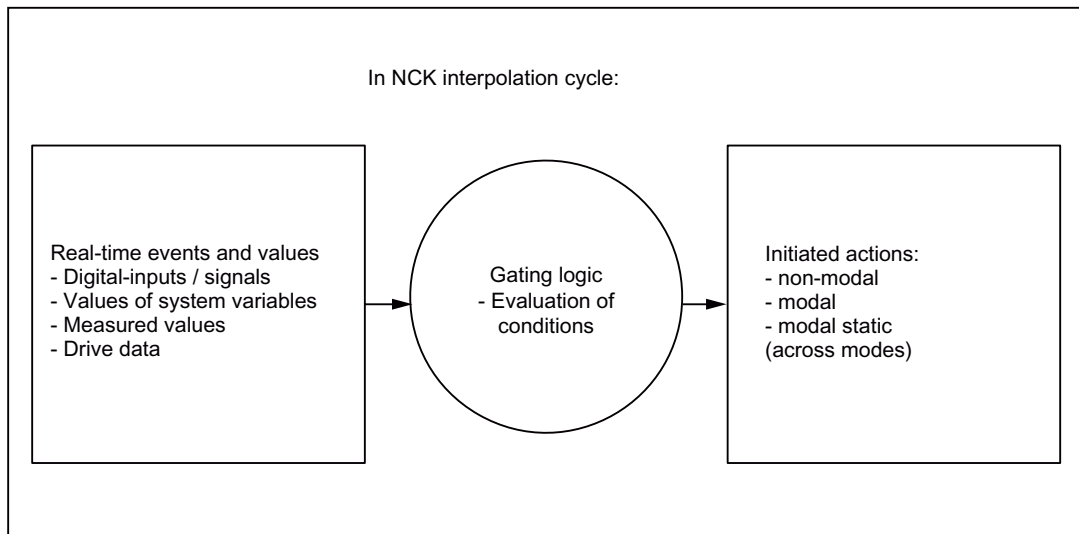 In NCK interpolation cycle:
Real-time events and values
- Digital-inputs / signals
- Values of system variables
- Measured values
- Drive data
Gating logic
- Evaluation of
conditions
Initiated actions:
- non-modal
- modal
- modal static
(across modes)